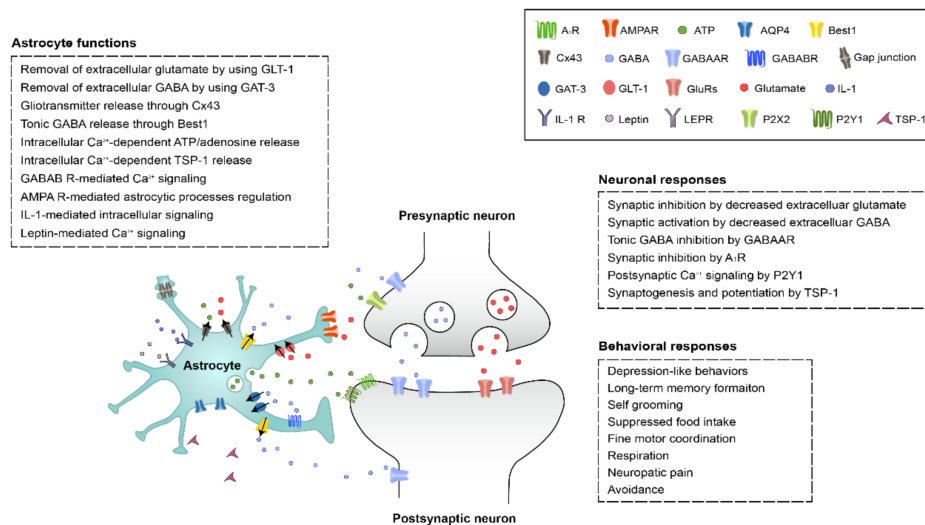 Astrocyte functions
Removal of extracellular glutamate by using GLT-1
Removal of extracellular GABA by using GAT-3
Gliotransmitter release through Cx43
Tonic GABA release through Best1
Intracellular Ca²⁺-dependent ATP/adenosine release
Intracellular Ca²⁺-dependent TSP-1 release
GABAB R-mediated Ca²⁺ signaling
AMPA R-mediated astrocytic processes regulation
IL-1-mediated intracellular signaling
Leptin-mediated Ca²⁺ signaling
A₁R AMPAR ATP AQP4 Best1
Cx43 GABA GABAAR GABABR Gap junction
GAT-3 GLT-1 GluRs Glutamate IL-1
IL-1 R Leptin LEPR P2X2 P2Y1 TSP-1
Neuronal responses
Synaptic inhibition by decreased extracellular glutamate
Synaptic activation by decreased extracelluar GABA
Tonic GABA inhibition by GABAAR
Synaptic inhibition by A₁R
Postsynaptic Ca²⁺ signaling by P2Y1
Synaptogenesis and potentiation by TSP-1
Behavioral responses
Depression-like behaviors
Long-term memory formaiton
Self grooming
Suppressed food intake
Fine motor coordination
Respiration
Neuropatic pain
Avoidance
Presynaptic neuron
Astrocyte
Postsynaptic neuron